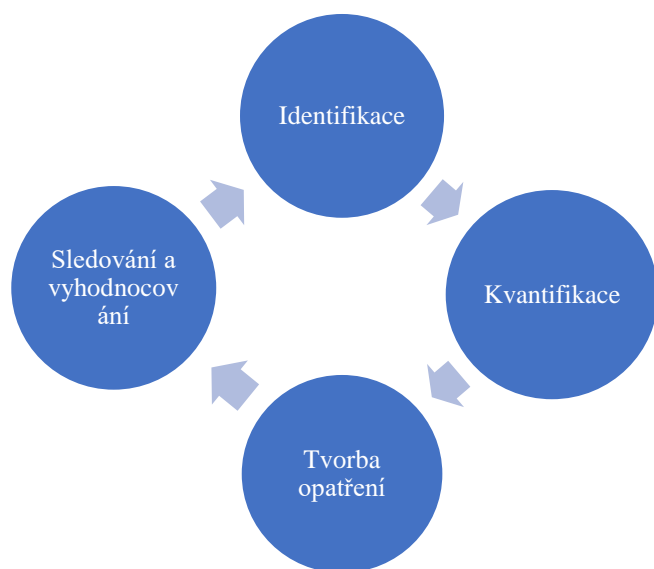 Identifikace
Kvantifikace
Tvorba
opatření
Sledování a
vyhodnocov
ání